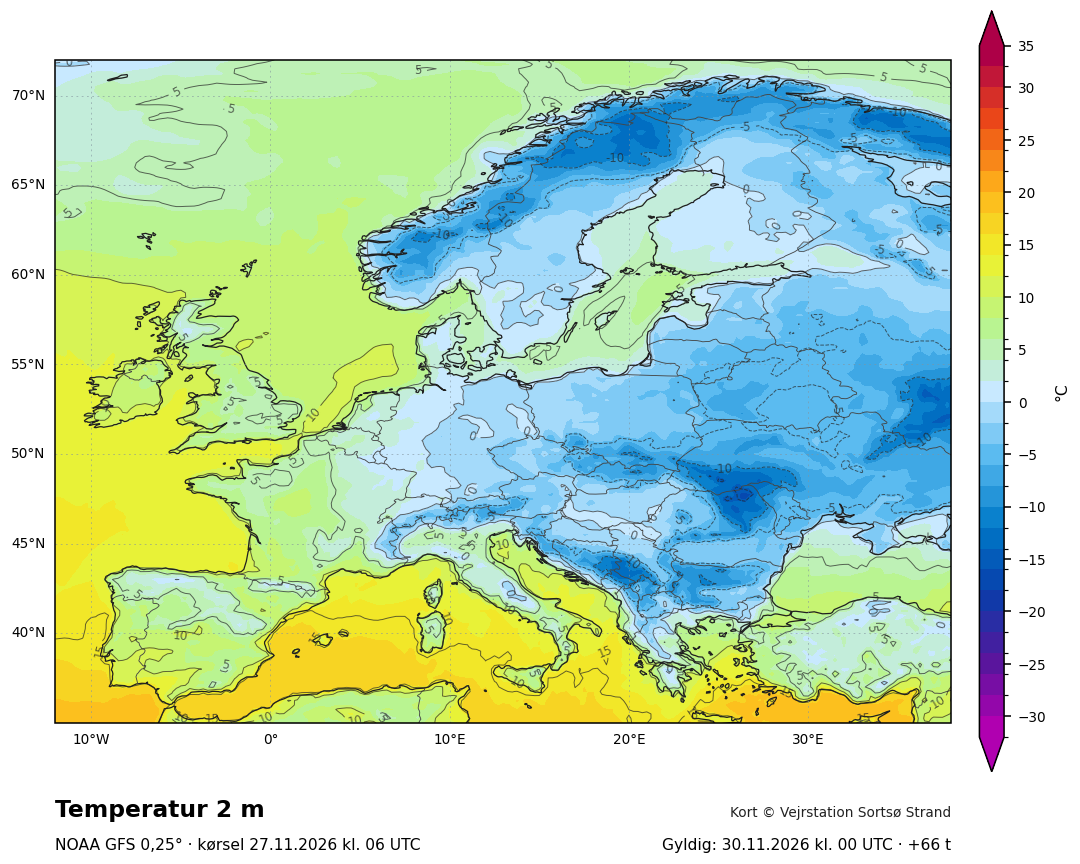 35
30
25
20
15
10
5
0
−5
−10
−15
−20
−25
−30
°C
70°N
65°N
60°N
55°N
50°N
45°N
40°N
10°W 0° 10°E 20°E 30°E
Temperatur 2 m
Kort © Vejrstation Sortsø Strand
NOAA GFS 0,25° · kørsel 27.11.2026 kl. 06 UTC
Gyldig: 30.11.2026 kl. 00 UTC · +66 t